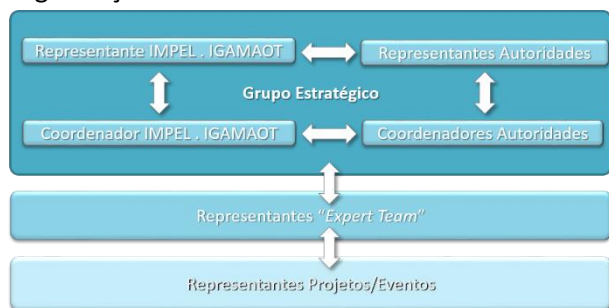 Representante IMPEL . IGAMAOT
Representantes Autoridades
Grupo Estratégico
Coordenador IMPEL . IGAMAOT
Coordenadores Autoridades
Representantes "Expert Team"
Representantes Projetos/Eventos